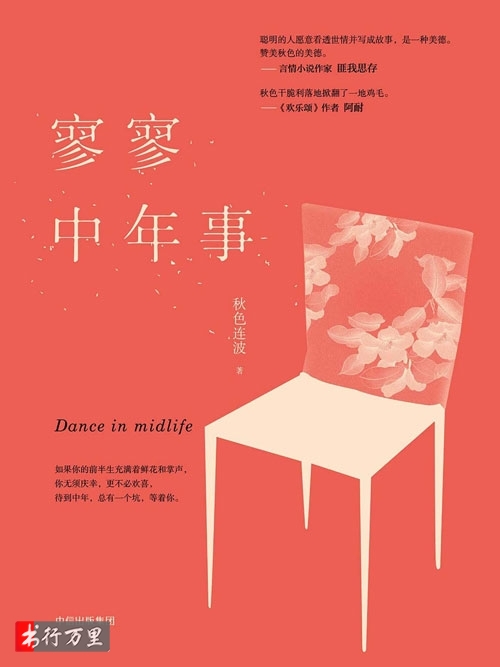 聪明的人愿意看透世情并写成故事，是一种美德。
赞美秋色的美德。
——言情小说作家 匪我思存
秋色干脆利落地掀翻了一地鸡毛。
——《欢乐颂》作者 阿耐
寥寥
中年事
秋色连波 著
Dance in midlife
如果你的前半生充满着鲜花和掌声，
你无须庆幸，更不必欢喜，
待到中年，总有一个坑，等着你。
中信出版集团
书行万里